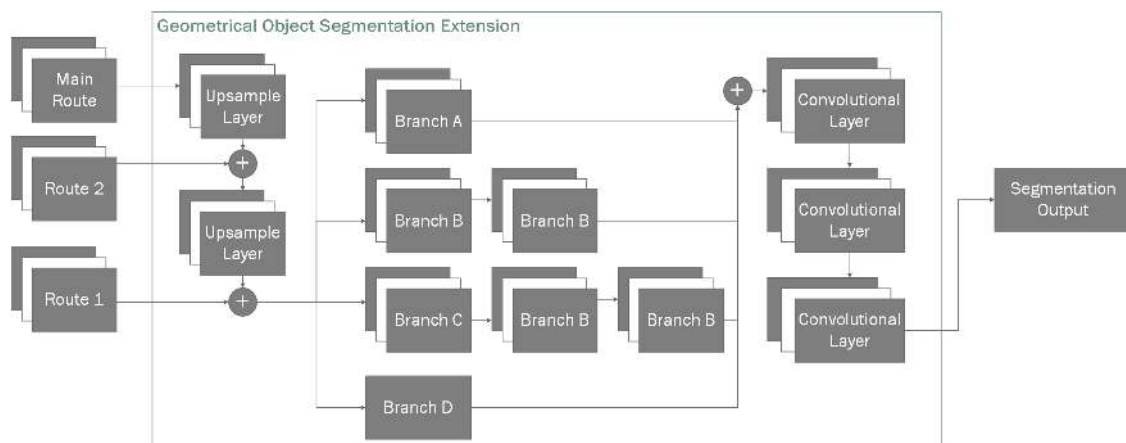 Geometrical Object Segmentation Extension
Main
Route
Upsample
Layer
Branch A
+
Convolutional
Layer
+
Route 2
Branch B
Branch B
Convolutional
Layer
Segmentation
Output
Upsample
Layer
Route 1
+
Branch C
Branch B
Branch B
Convolutional
Layer
Branch D